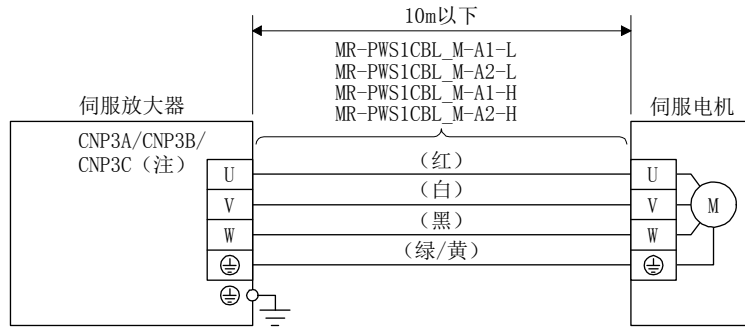 10m以下
MR-PWS1CBL_M-A1-L
MR-PWS1CBL_M-A2-L
MR-PWS1CBL_M-A1-H
MR-PWS1CBL_M-A2-H
伺服放大器
伺服电机
CNP3A/CNP3B/
CNP3C（注）
U （红） U
V （白） V M
W （黑） W
（绿/黄）